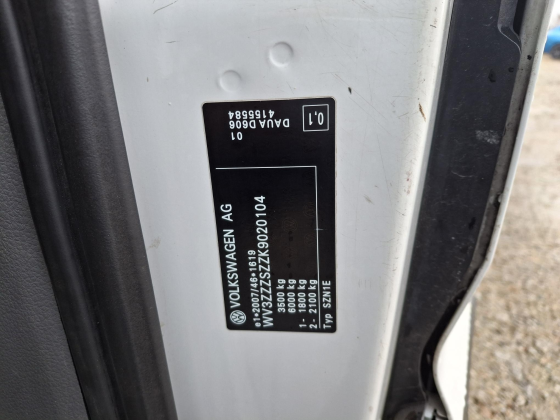 VOLKSWAGEN AG
e1*2007/46*1619
WV3ZZZSZZK9020104
3500 kg
6000 kg
1- 1800 kg
2- 2100 kg
Typ SZN1E
01
DAUA D606
4155584
0,1